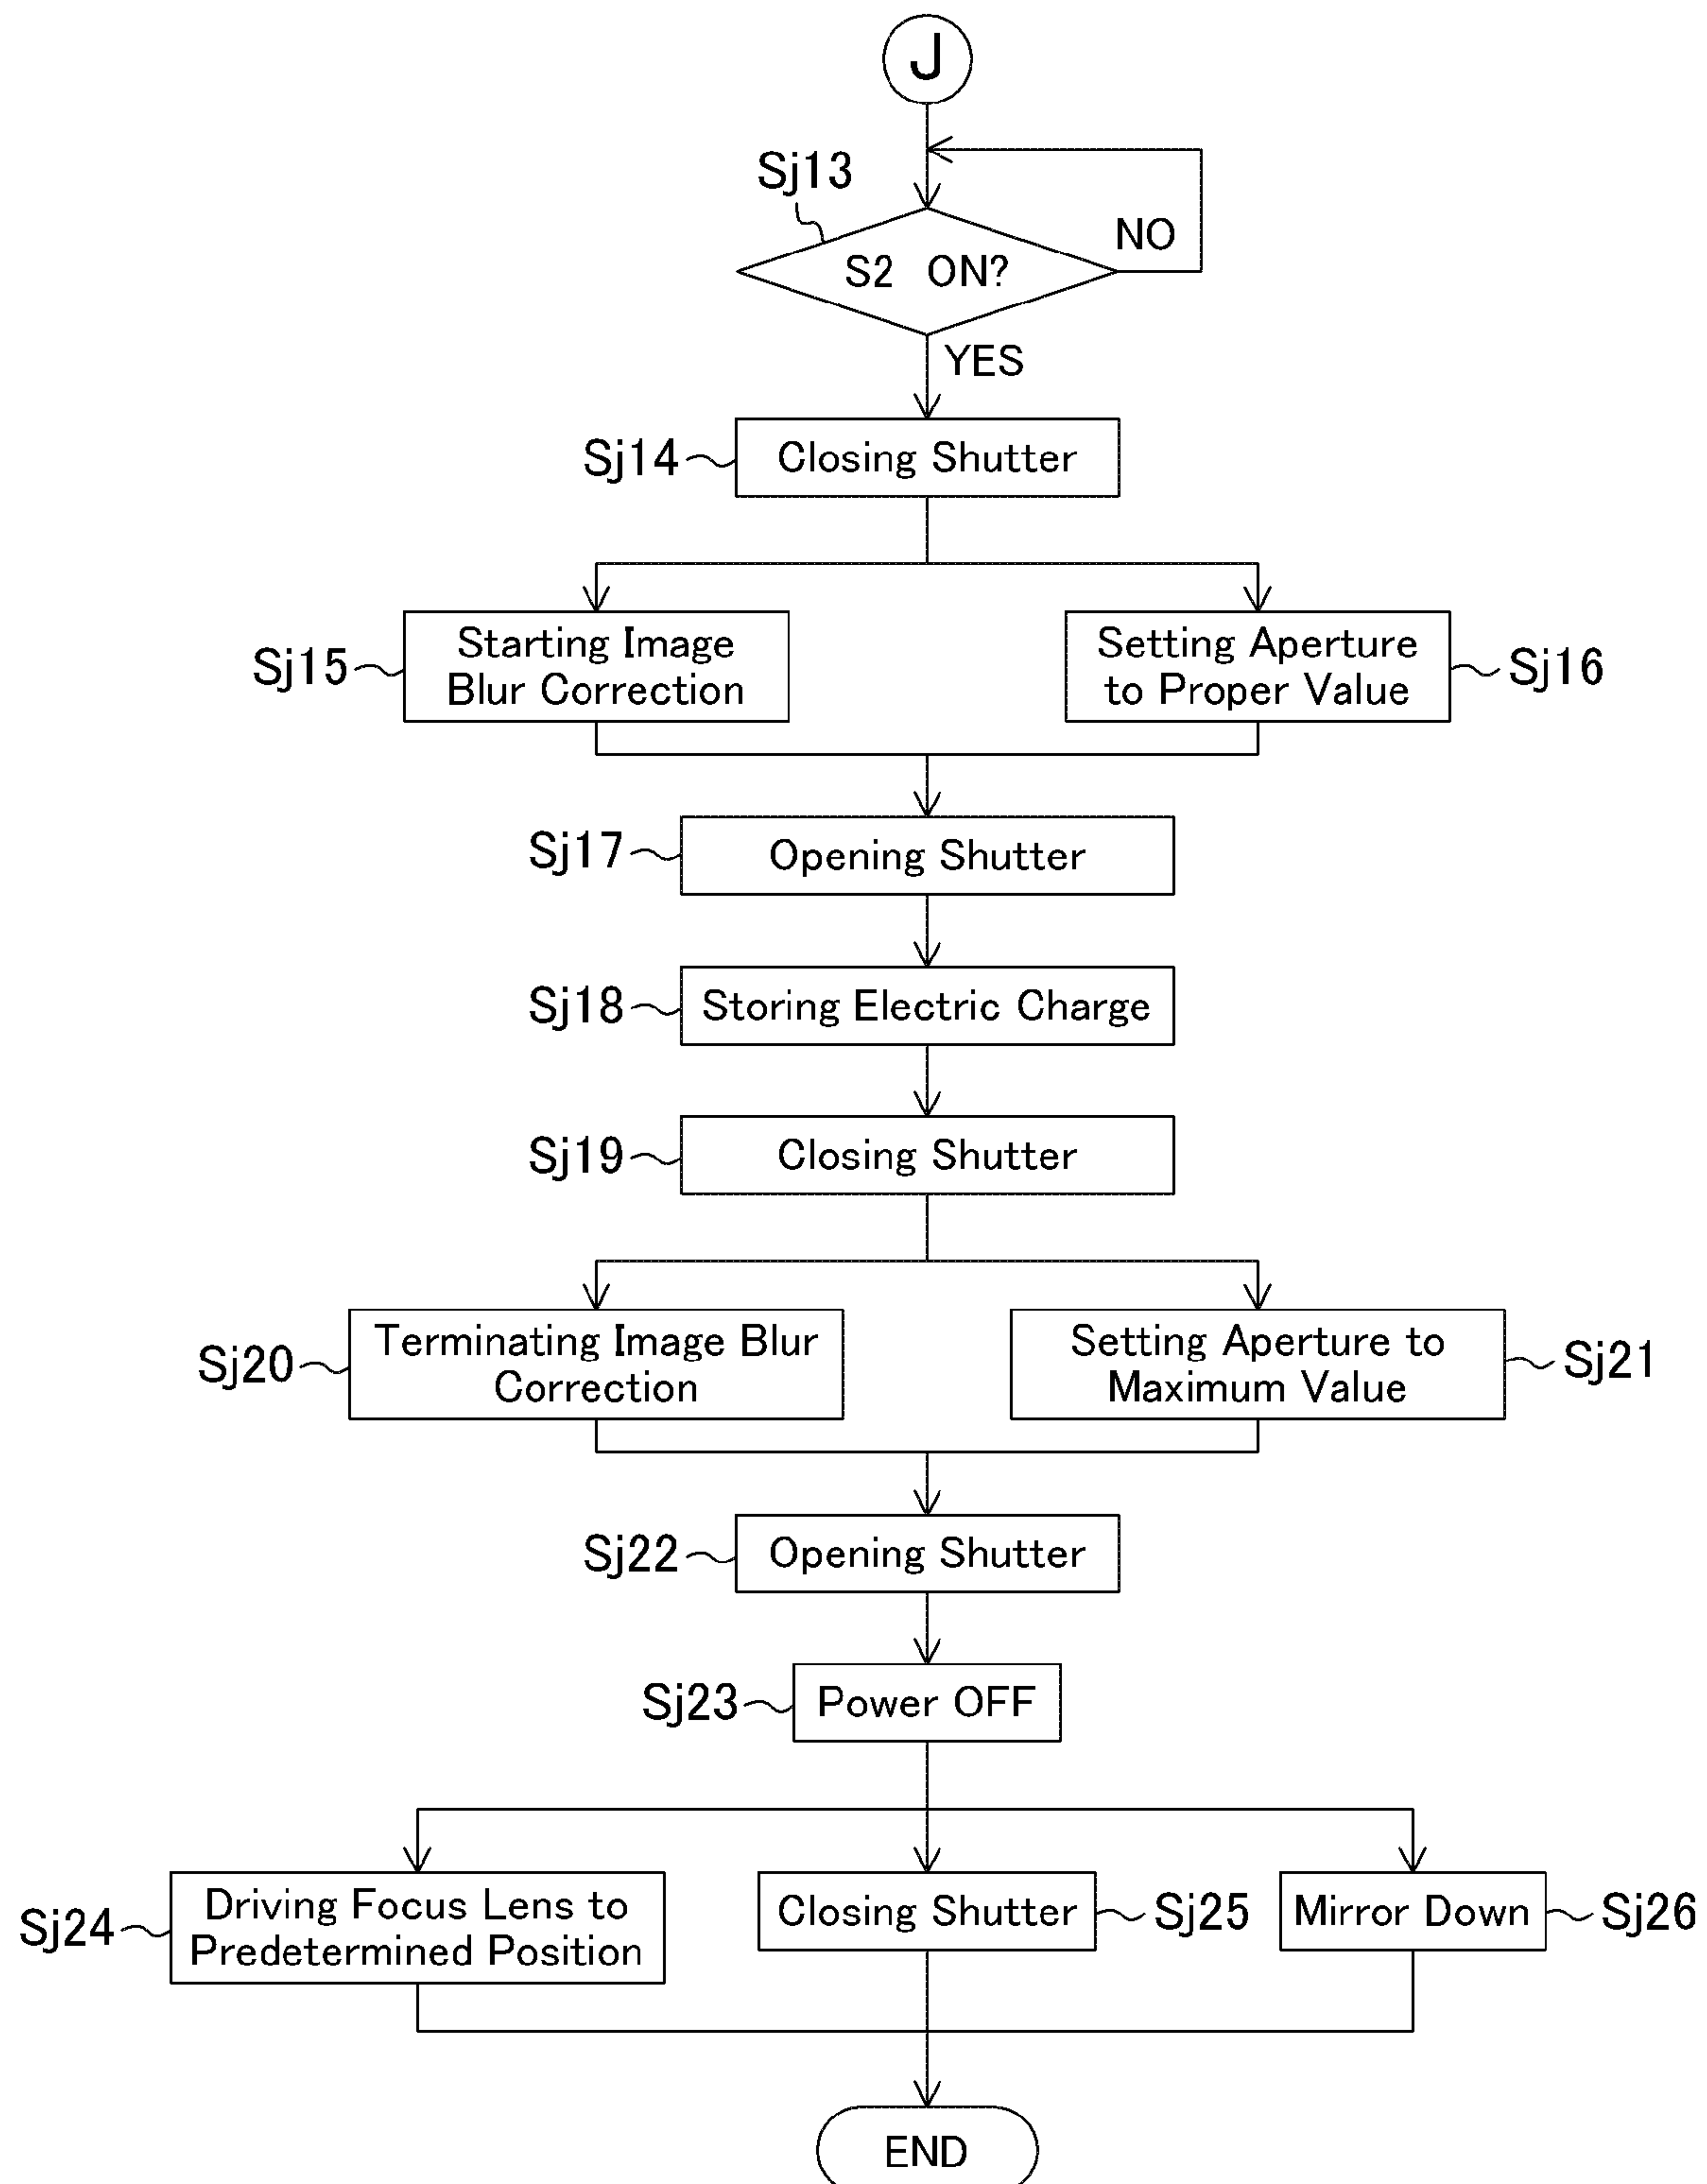 J
Sj13
NO
S2 ON?
YES
Sj14
Closing Shutter
Sj15
Starting Image
Blur Correction
Setting Aperture
to Proper Value
Sj16
Sj17
Opening Shutter
Sj18
Storing Electric Charge
Sj19
Closing Shutter
Sj20
Terminating Image Blur
Correction
Setting Aperture to
Maximum Value
Sj21
Sj22
Opening Shutter
Sj23
Power OFF
Sj24
Driving Focus Lens to
Predetermined Position
Closing Shutter
Sj25
Mirror Down
Sj26
END